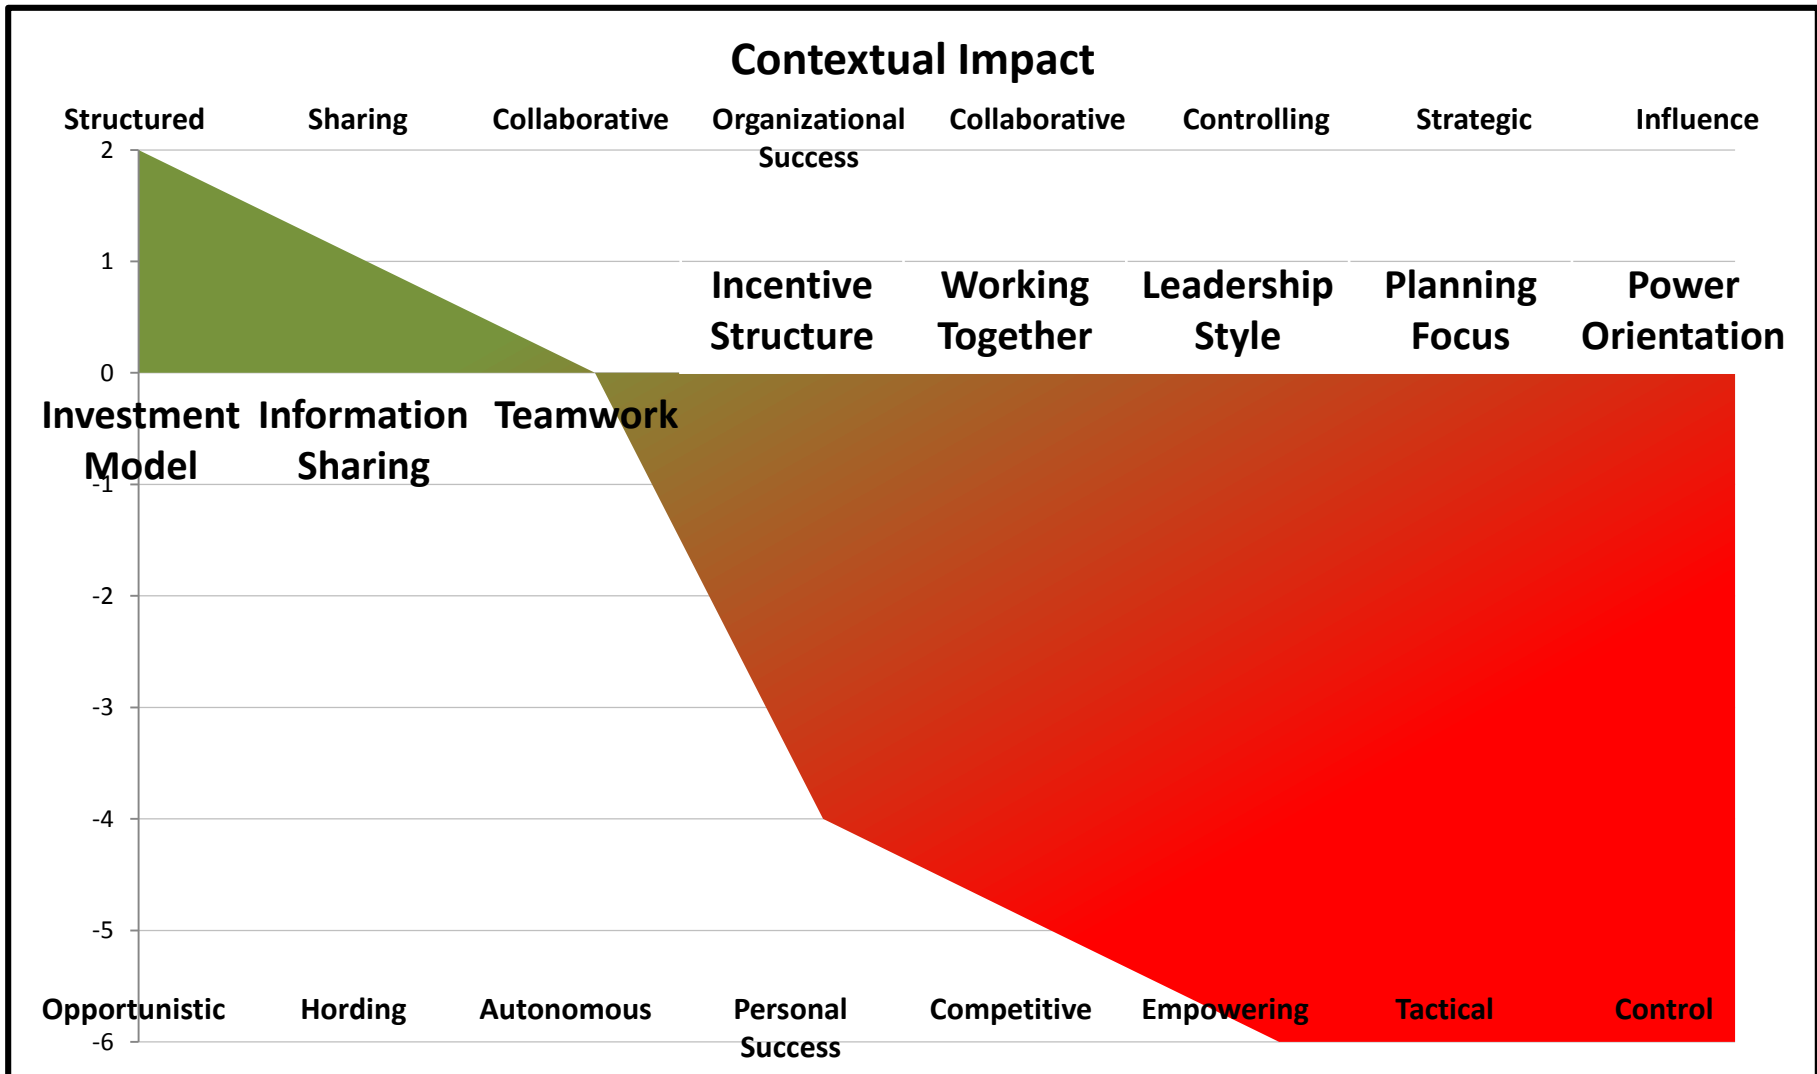 Contextual Impact
Structured Sharing Collaborative Organizational Collaborative Controlling Strategic Influence
Success
2
1
Incentive Working Leadership Planning Power
Structure Together Style Focus Orientation
0
Investment Information Teamwork
Model Sharing
-1
-2
-3
-4
-5
Opportunistic Hording Autonomous Personal Competitive Empowering Tactical Control
Success
-6